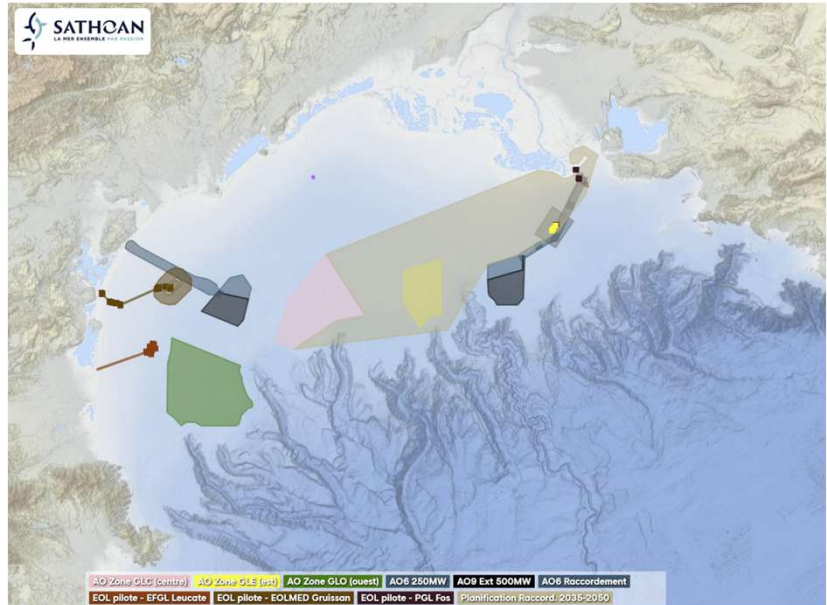 SATHOAN
LA MER ENSEMBLE PAR PASSION
AO Zone GLC (centre) AO Zone GLE (est) AO Zone GLO (ouest) AO6 250MW AO9 Ext 500MW AO6 Raccordement
EOL pilote - EFGL Leucate EOL pilote - EOLMED Gruissan EOL pilote - PGL Fos Planification Raccord. 2035-2050